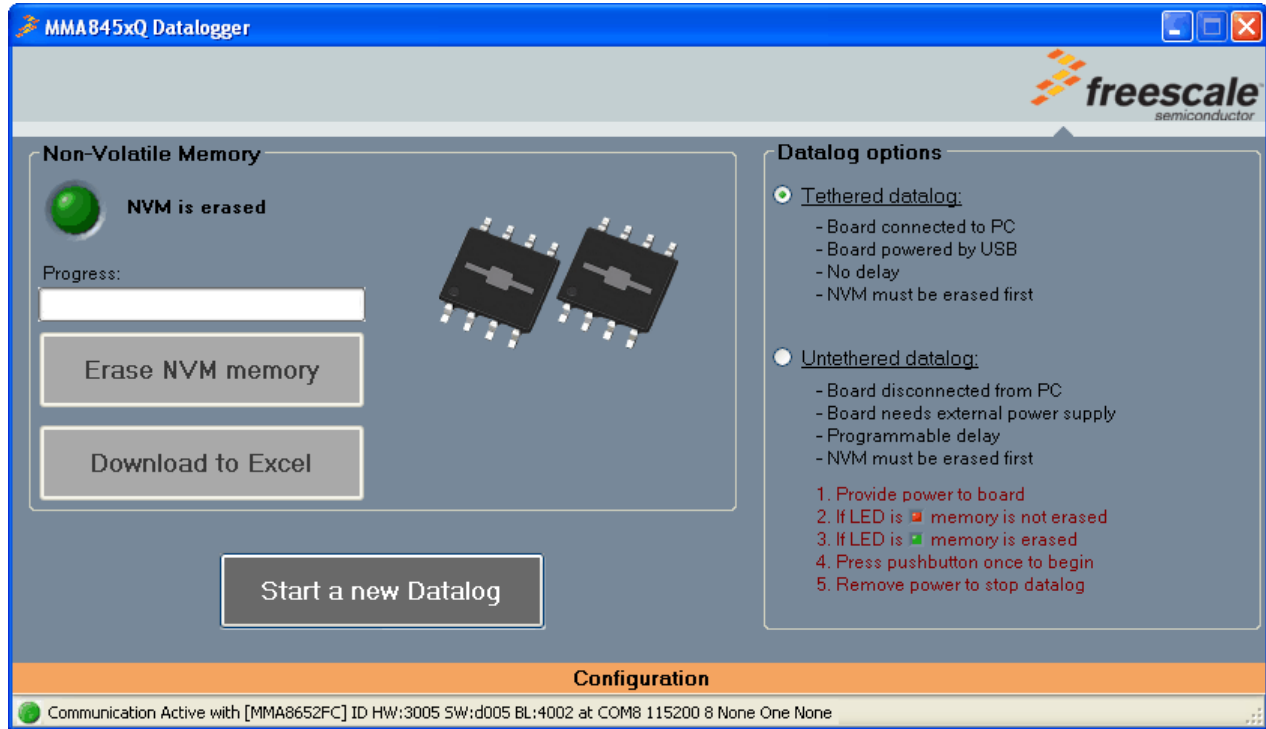 MMA845xQ Datalogger
freescale™
semiconductor
Non-Volatile Memory
NVM is erased
Progress:
Erase NVM memory
Download to Excel
Start a new Datalog
Datalog options
Tethered datalog:
- Board connected to PC
- Board powered by USB
- No delay
- NVM must be erased first
Untethered datalog:
- Board disconnected from PC
- Board needs external power supply
- Programmable delay
- NVM must be erased first
1. Provide power to board
2. If LED is memory is not erased
3. If LED is memory is erased
4. Press pushbutton once to begin
5. Remove power to stop datalog
Configuration
Communication Active with [MMA8652FC] ID HW:3005 SW:d005 BL:4002 at COM8 115200 8 None One None